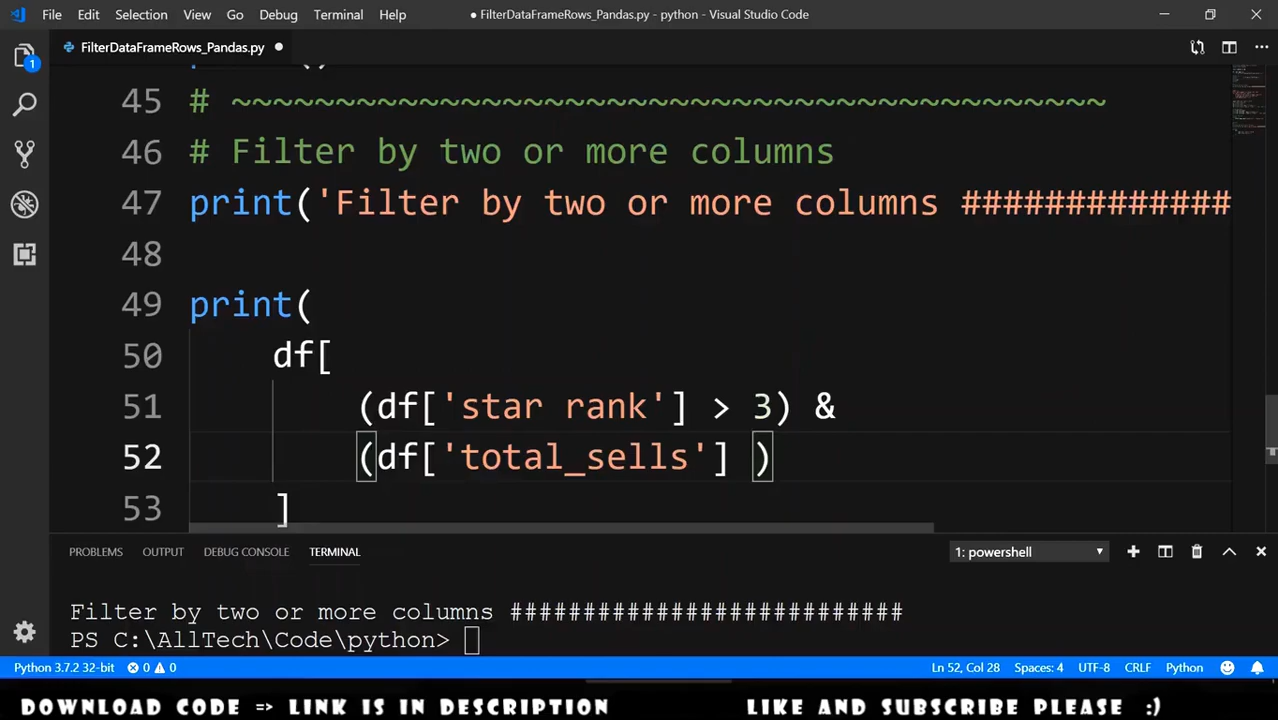 File Edit Selection View Go Debug Terminal Help ● FilterDataFrameRows_Pandas.py - python - Visual Studio Code
FilterDataFrameRows_Pandas.py ●
45 # ~~~~~~~~~~~~~~~~~~~~~~~~~~~~~~~~~~~~~~~~~~
46 # Filter by two or more columns
47 print('Filter by two or more columns #############
48
49 print(
50 df[
51 (df['star rank'] > 3) &
52 (df['total_sells'] )
53 ]
PROBLEMS OUTPUT DEBUG CONSOLE TERMINAL 1: powershell
Filter by two or more columns ###########################
PS C:\AllTech\Code\python>
Python 3.7.2 32-bit 0 0 Ln 52, Col 28 Spaces: 4 UTF-8 CRLF Python
DOWNLOAD CODE => LINK IS IN DESCRIPTION LIKE AND SUBSCRIBE PLEASE :)